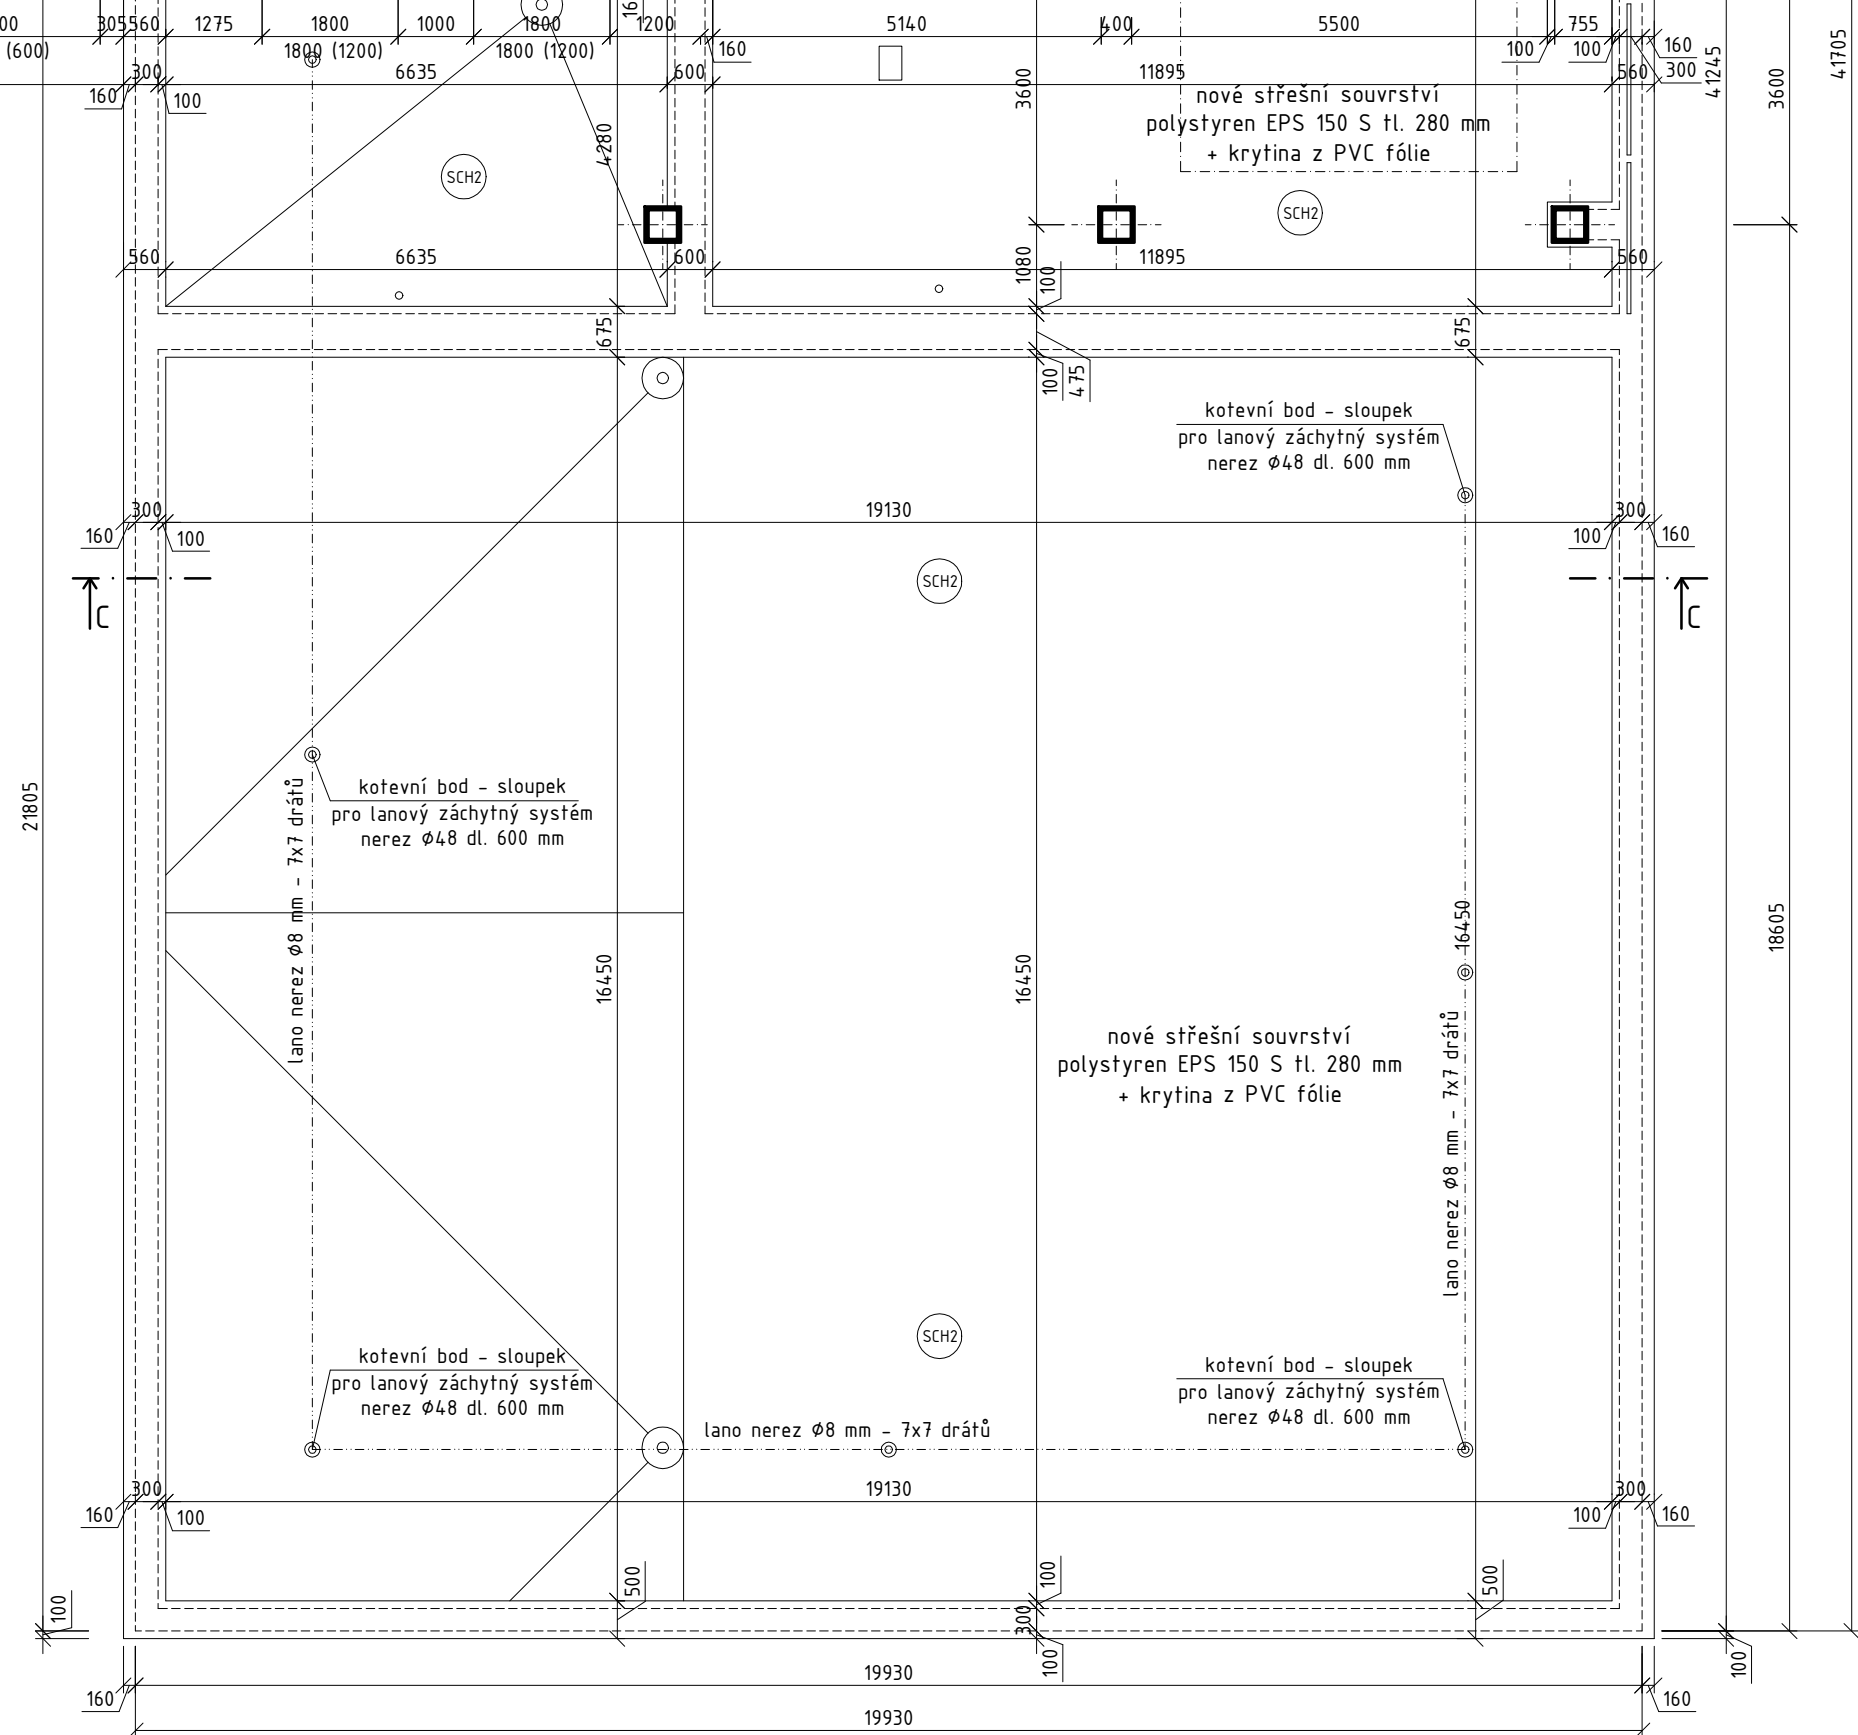 00
305
560
1275
1800
1000
1800
1200
5140
400
5500
755
(600)
1800 (1200)
1800 (1200)
160
100
100
160
300
6635
600
11895
560
300
160
100
41245
3600
41705
3600
4280
nové střešní souvrství
polystyren EPS 150 S tl. 280 mm
+ krytina z PVC fólie
SCH2
SCH2
560
6635
600
1080
100
11895
560
675
675
100
475
kotevní bod – sloupek
pro lanový záchytný systém
nerez Ø48 dl. 600 mm
300
19130
300
160
100
100
160
SCH2
C
C
21805
kotevní bod – sloupek
pro lanový záchytný systém
nerez Ø48 dl. 600 mm
lano nerez Ø8 mm – 7x7 drátů
16450
16450
16450
18605
nové střešní souvrství
polystyren EPS 150 S tl. 280 mm
+ krytina z PVC fólie
lano nerez Ø8 mm – 7x7 drátů
SCH2
kotevní bod – sloupek
pro lanový záchytný systém
nerez Ø48 dl. 600 mm
kotevní bod – sloupek
pro lanový záchytný systém
nerez Ø48 dl. 600 mm
lano nerez Ø8 mm – 7x7 drátů
300
19130
300
160
100
100
160
500
100
500
100
300
100
100
19930
160
160
19930